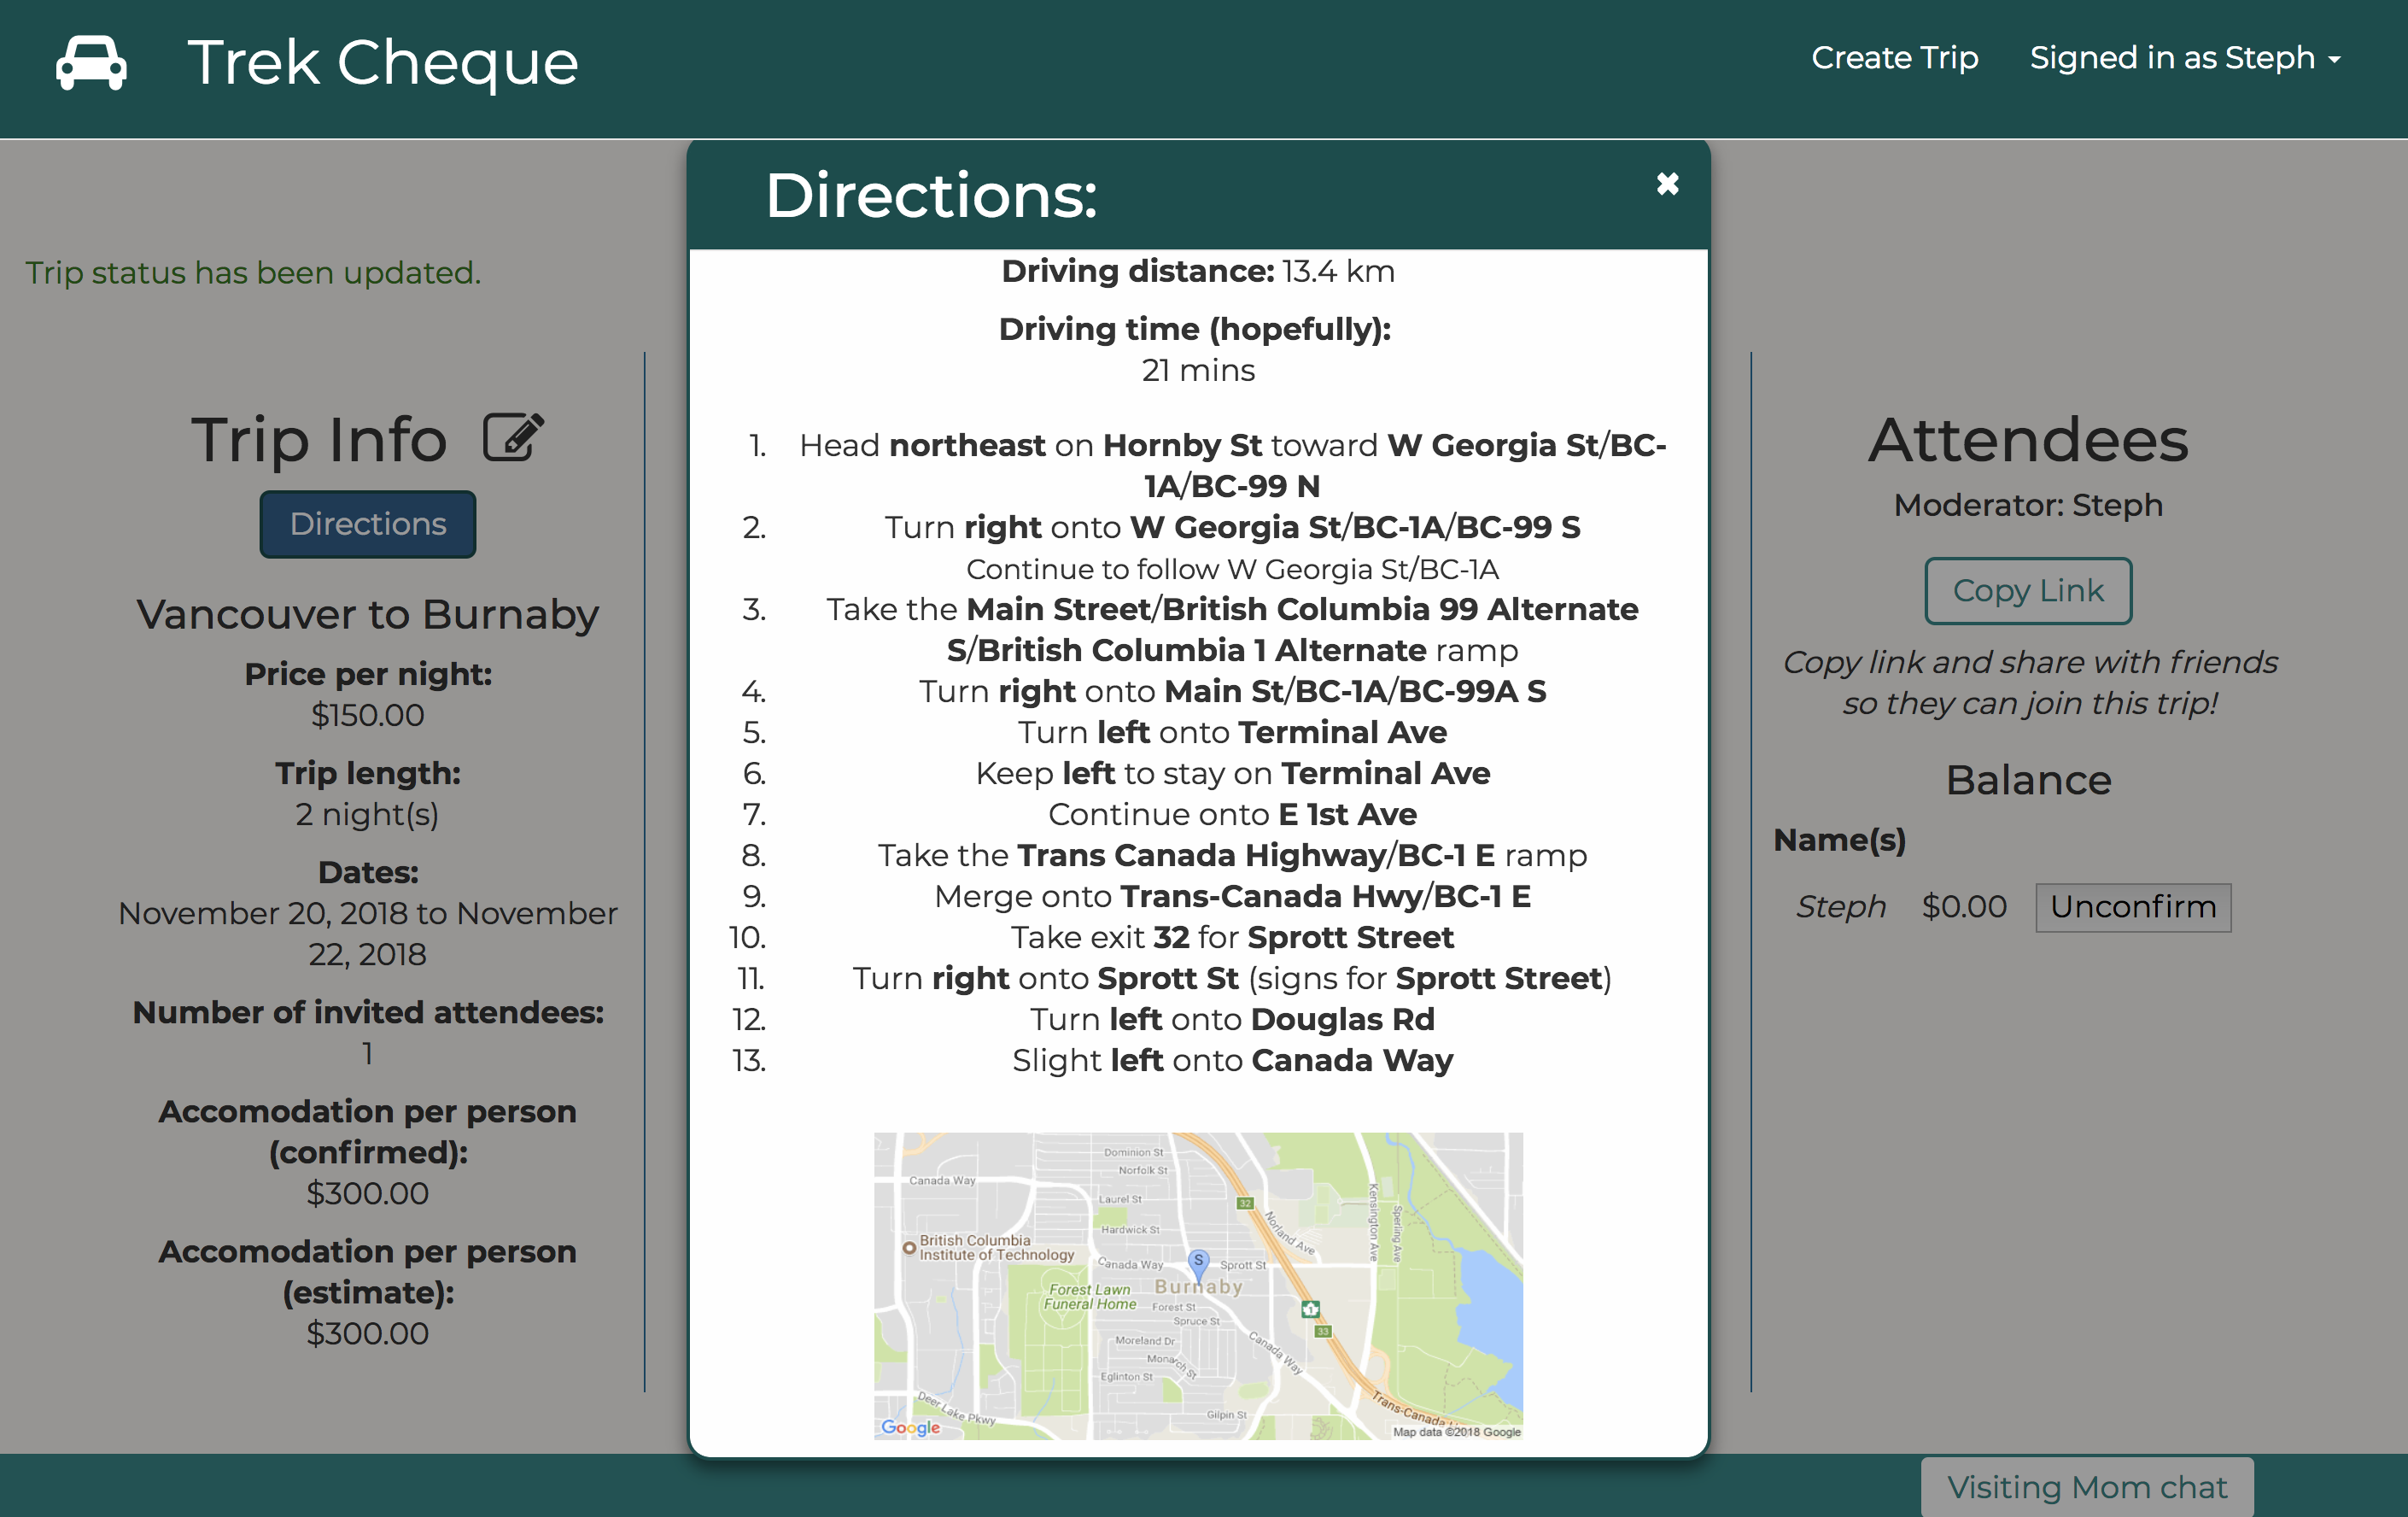 Trek Cheque
Create Trip
Signed in as Steph
Trip status has been updated.
Trip Info
Directions
Vancouver to Burnaby
Price per night:
$150.00
Trip length:
2 night(s)
Dates:
November 20, 2018 to November
22, 2018
Number of invited attendees:
1
Accomodation per person
(confirmed):
$300.00
Accomodation per person
(estimate):
$300.00
Directions:
Driving distance: 13.4 km
Driving time (hopefully):
21 mins
1. Head northeast on Hornby St toward W Georgia St/BC-
1A/BC-99 N
2. Turn right onto W Georgia St/BC-1A/BC-99 S
Continue to follow W Georgia St/BC-1A
3. Take the Main Street/British Columbia 99 Alternate
S/British Columbia 1 Alternate ramp
4. Turn right onto Main St/BC-1A/BC-99A S
5. Turn left onto Terminal Ave
6. Keep left to stay on Terminal Ave
7. Continue onto E 1st Ave
8. Take the Trans Canada Highway/BC-1 E ramp
9. Merge onto Trans-Canada Hwy/BC-1 E
10. Take exit 32 for Sprott Street
11. Turn right onto Sprott St (signs for Sprott Street)
12. Turn left onto Douglas Rd
13. Slight left onto Canada Way
Dominion St
Norfolk St
Canada Way
Laurel St
32
Kensington Ave
Sperling Ave
Norland Ave
Hardwick St
British Columbia
Institute of Technology
Canada Way
S
Sprott St
Burnaby
Forest Lawn
Funeral Home
Forest St
1
Spruce St
33
Moreland Dr
Canada Way
Monarch St
Eglinton St
Deer Lake Pkwy
Gilpin St
Trans-Canada
Google
Map data ©2018 Google
Attendees
Moderator: Steph
Copy Link
Copy link and share with friends
so they can join this trip!
Balance
Name(s)
Steph $0.00 Unconfirm
Visiting Mom chat